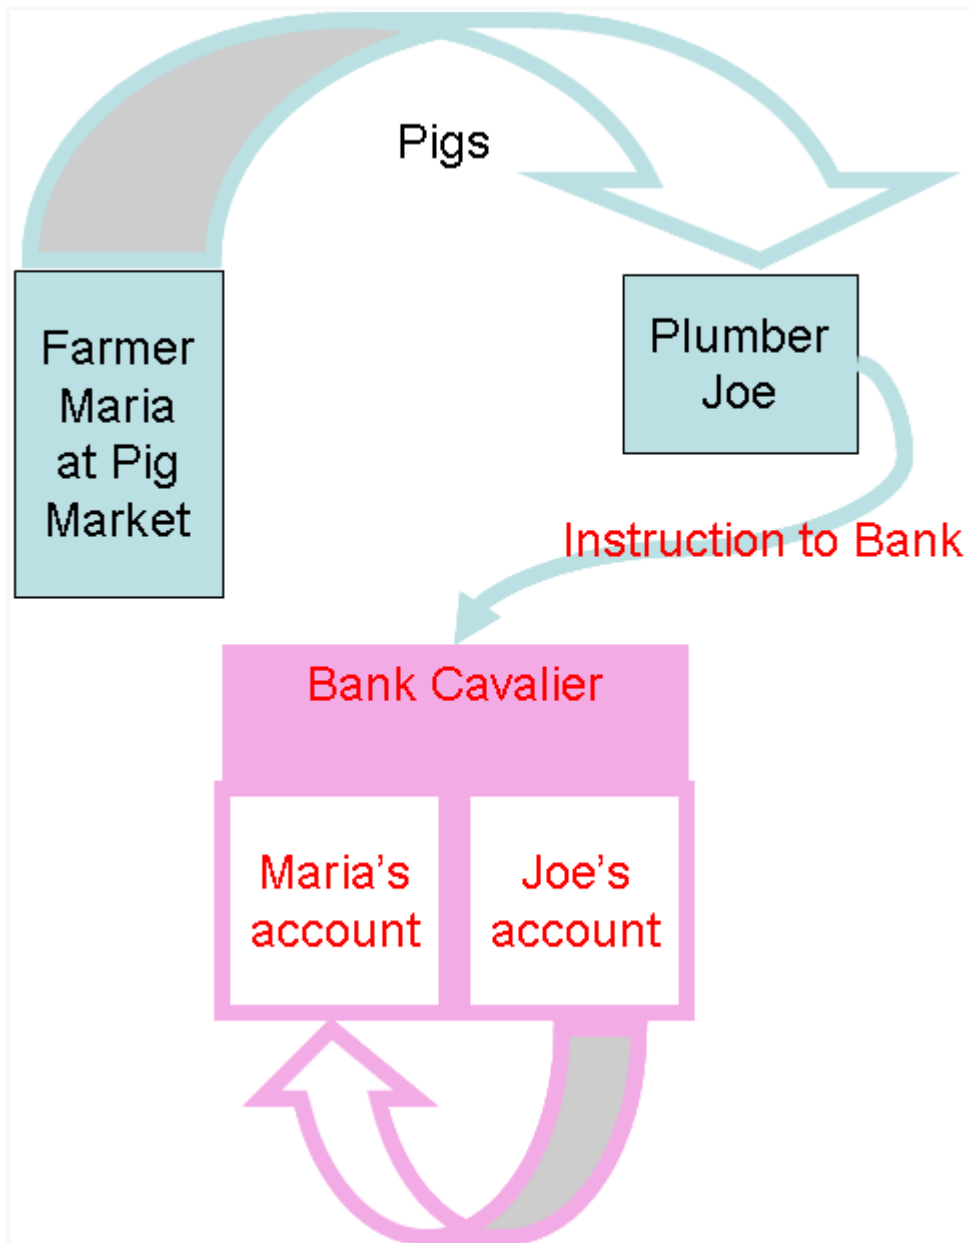 Pigs
Farmer
Maria
at Pig
Market
Plumber
Joe
Instruction to Bank
Bank Cavalier
Maria’s
account
Joe’s
account